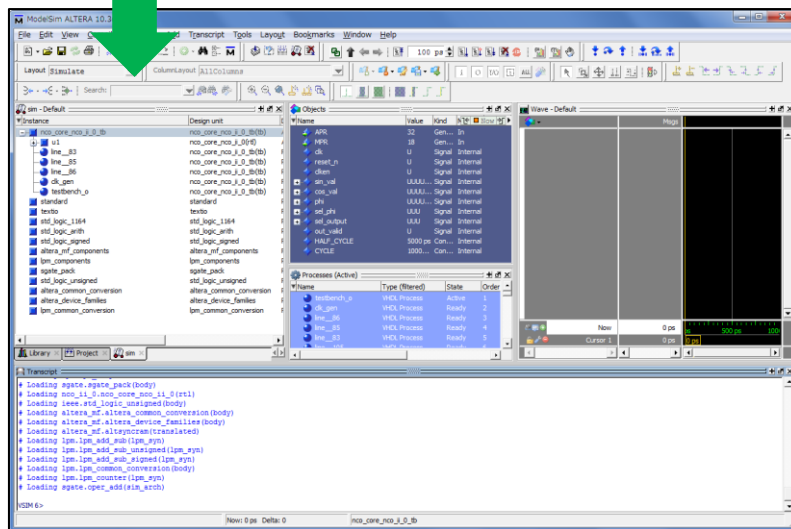 ModelSim ALTERA 10.3
File Edit View Transcript Tools Layout Bookmarks Window Help
100 ps
Layout Simulate ColumnLayout AllColumns
Search:
sim - Default
Instance Design unit
nco_core_nco_ii_0_tb nco_core_nco_ii_0_tb(tb)
u1 nco_core_nco_ii_0(rtl)
line__83 nco_core_nco_ii_0_tb(tb)
line__85 nco_core_nco_ii_0_tb(tb)
line__86 nco_core_nco_ii_0_tb(tb)
clk_gen nco_core_nco_ii_0_tb(tb)
testbench_o nco_core_nco_ii_0_tb(tb)
standard standard
textio textio
std_logic_1164 std_logic_1164
std_logic_arith std_logic_arith
std_logic_signed std_logic_signed
altera_mf_components altera_mf_components
lpm_components lpm_components
sgate_pack sgate_pack
std_logic_unsigned std_logic_unsigned
altera_common_conversion altera_common_conversion
altera_device_families altera_device_families
lpm_common_conversion lpm_common_conversion
Library Project sim
Objects
Name Value Kind
APR 32 Gen... In
MPR 18 Gen... In
clk U Signal Internal
reset_n U Signal Internal
clken U Signal Internal
sin_val UUUU... Signal Internal
cos_val UUUU... Signal Internal
phi UUUU... Signal Internal
sel_phi UUU Signal Internal
sel_output UUU Signal Internal
out_valid U Signal Internal
HALF_CYCLE 5000 ps Con... Internal
CYCLE 1000... Con... Internal
Processes (Active)
Name Type (filtered) State Order
testbench_o VHDL Process Active 1
clk_gen VHDL Process Ready 2
line__86 VHDL Process Ready 3
line__85 VHDL Process Ready 4
line__83 VHDL Process Ready 5
Wave - Default
Msgs
Now 0 ps 500 ps
Cursor 1 0 ps 0 ps
Transcript
# Loading sgate.sgate_pack(body)
# Loading nco_ii_0.nco_core_nco_ii_0(rtl)
# Loading ieee.std_logic_unsigned(body)
# Loading altera_mf.altera_common_conversion(body)
# Loading altera_mf.altera_device_families(body)
# Loading altera_mf.altsyncram(translated)
# Loading lpm.lpm_add_sub(lpm_syn)
# Loading lpm.lpm_add_sub_unsigned(lpm_syn)
# Loading lpm.lpm_add_sub_signed(lpm_syn)
# Loading lpm.lpm_common_conversion(body)
# Loading lpm.lpm_counter(lpm_syn)
# Loading sgate.oper_add(sim_arch)
VSIM 6>
Now: 0 ps Delta: 0 nco_core_nco_ii_0_tb